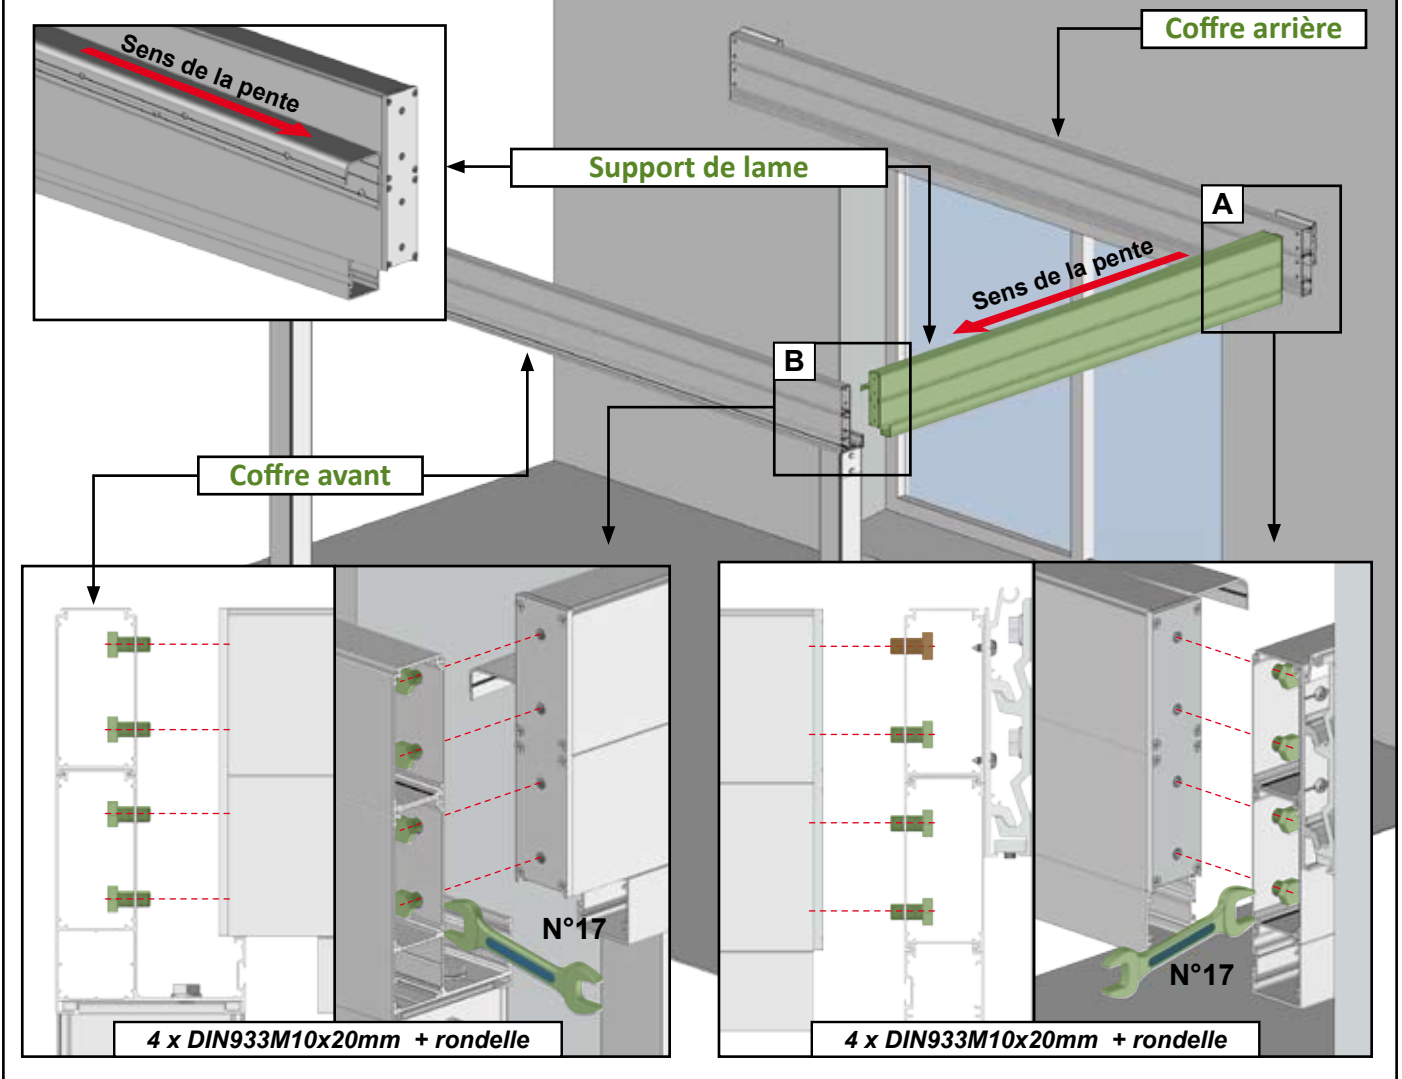 Sens de la pente
Coffre arrière
Support de lame
A
Sens de la pente
B
Coffre avant
N°17
N°17
4 x DIN933M10x20mm + rondelle
4 x DIN933M10x20mm + rondelle